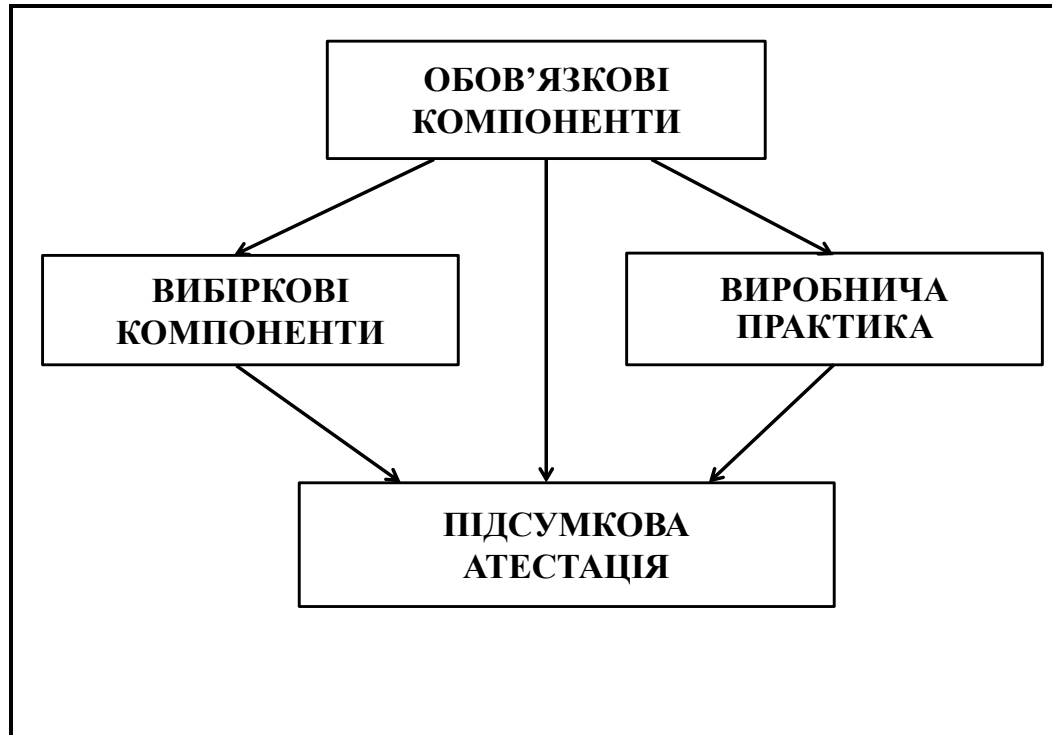 ОБОВ’ЯЗКОВІ
КОМПОНЕНТИ
ВИБІРКОВІ
КОМПОНЕНТИ
ВИРОБНИЧА
ПРАКТИКА
ПІДСУМКОВА
АТЕСТАЦІЯ